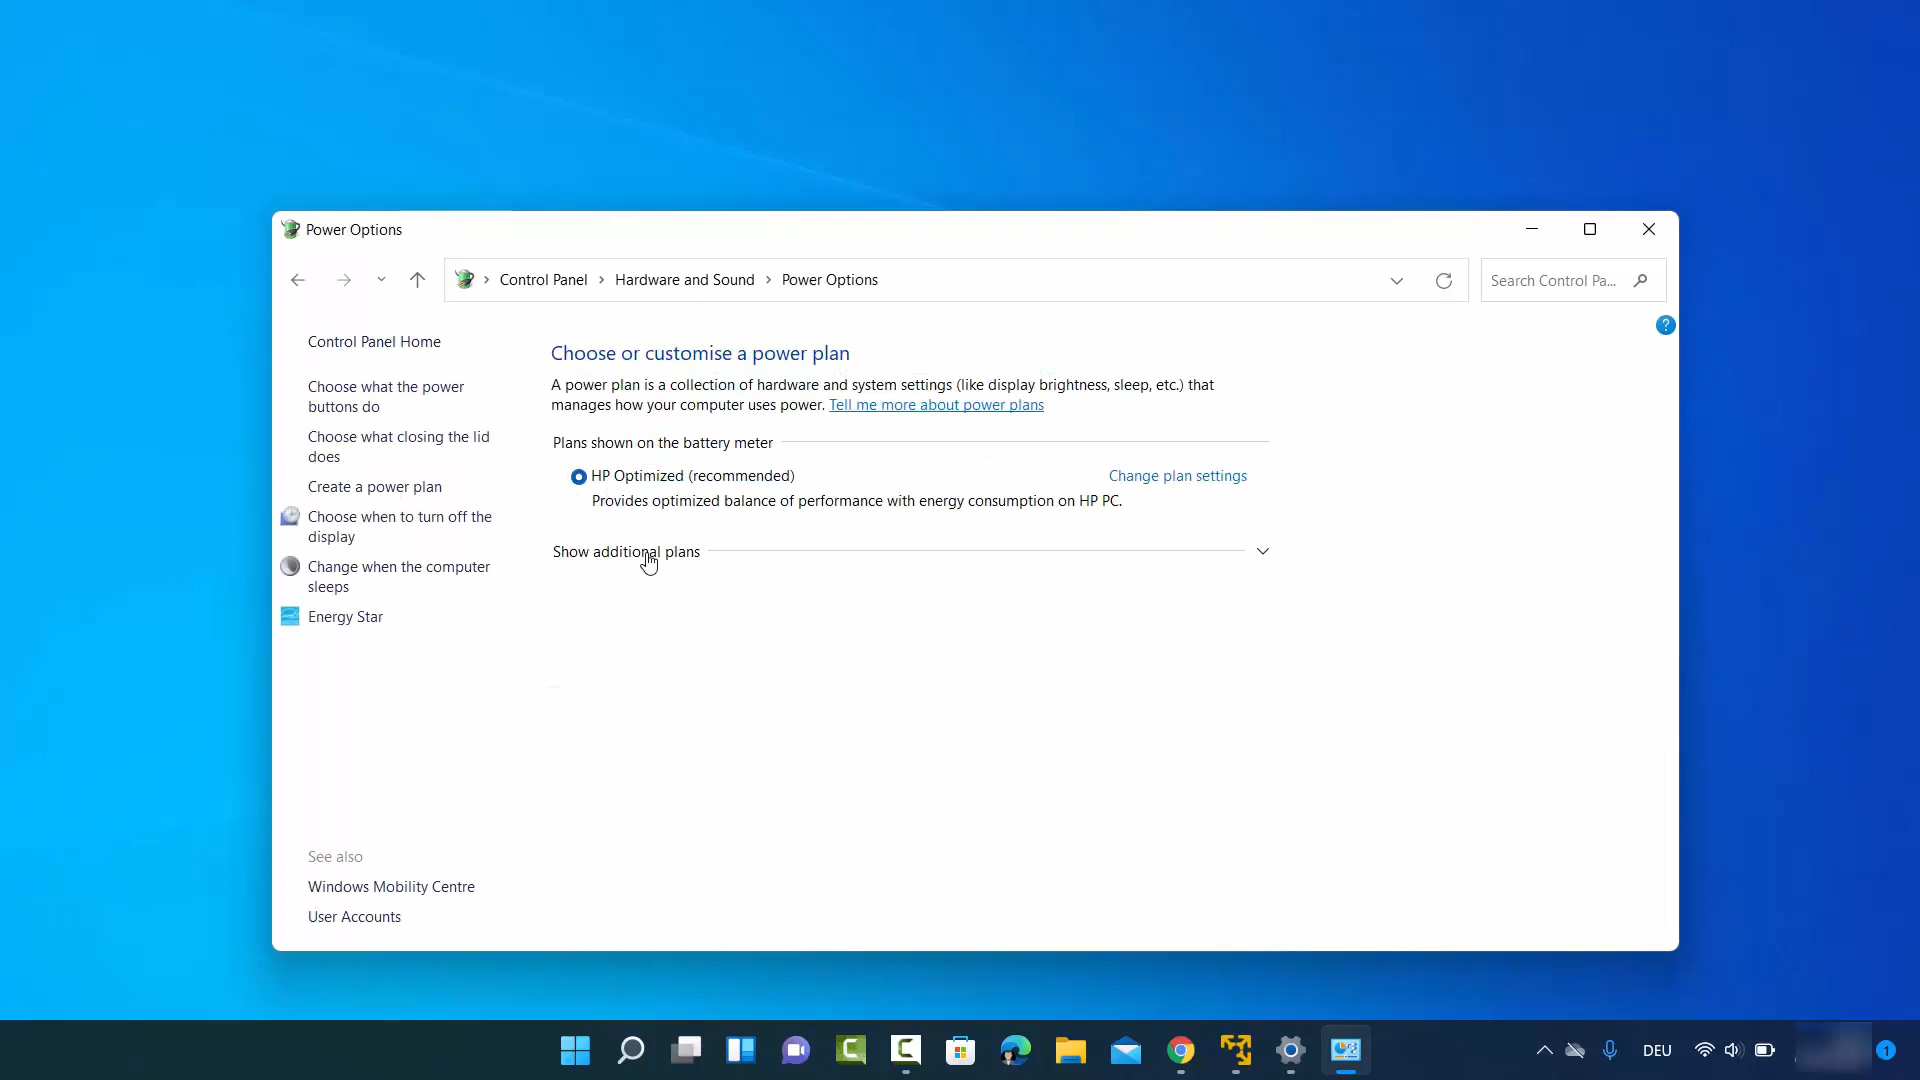 Power Options
Control Panel > Hardware and Sound > Power Options
Search Control Pa...
?
Control Panel Home
Choose what the power
buttons do
Choose what closing the lid
does
Create a power plan
Choose when to turn off the
display
Change when the computer
sleeps
Energy Star
See also
Windows Mobility Centre
User Accounts
Choose or customise a power plan
A power plan is a collection of hardware and system settings (like display brightness, sleep, etc.) that
manages how your computer uses power. Tell me more about power plans
Plans shown on the battery meter
HP Optimized (recommended)
Change plan settings
Provides optimized balance of performance with energy consumption on HP PC.
Show additional plans
DEU
1